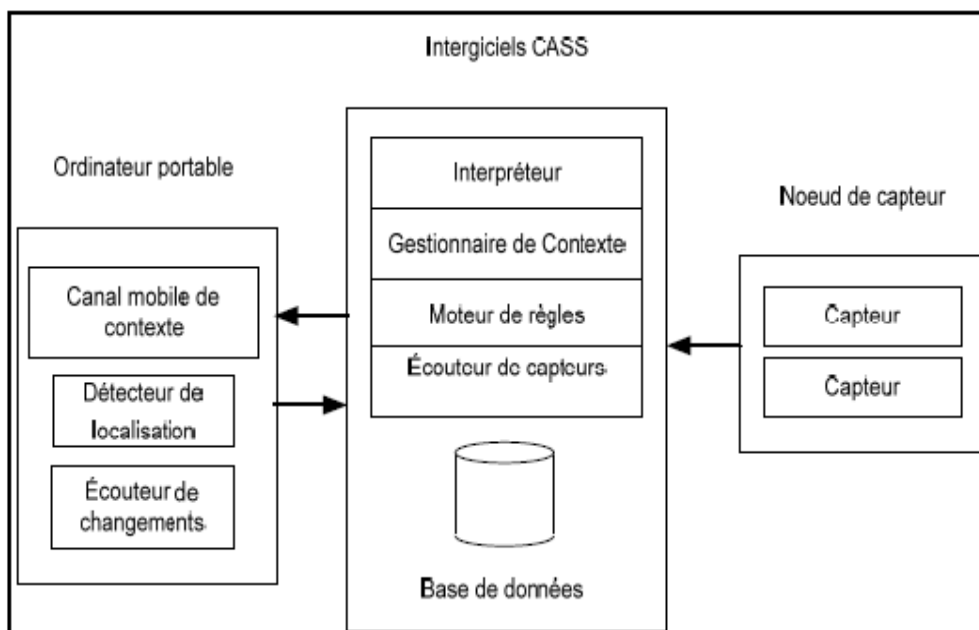 Intergiciels CASS
Ordinateur portable
Canal mobile de
contexte
Détecteur de
localisation
Écouteur de
changements
Interpréteur
Gestionnaire de Contexte
Moteur de règles
Écouteur de capteurs
Base de données
Noeud de capteur
Capteur
Capteur